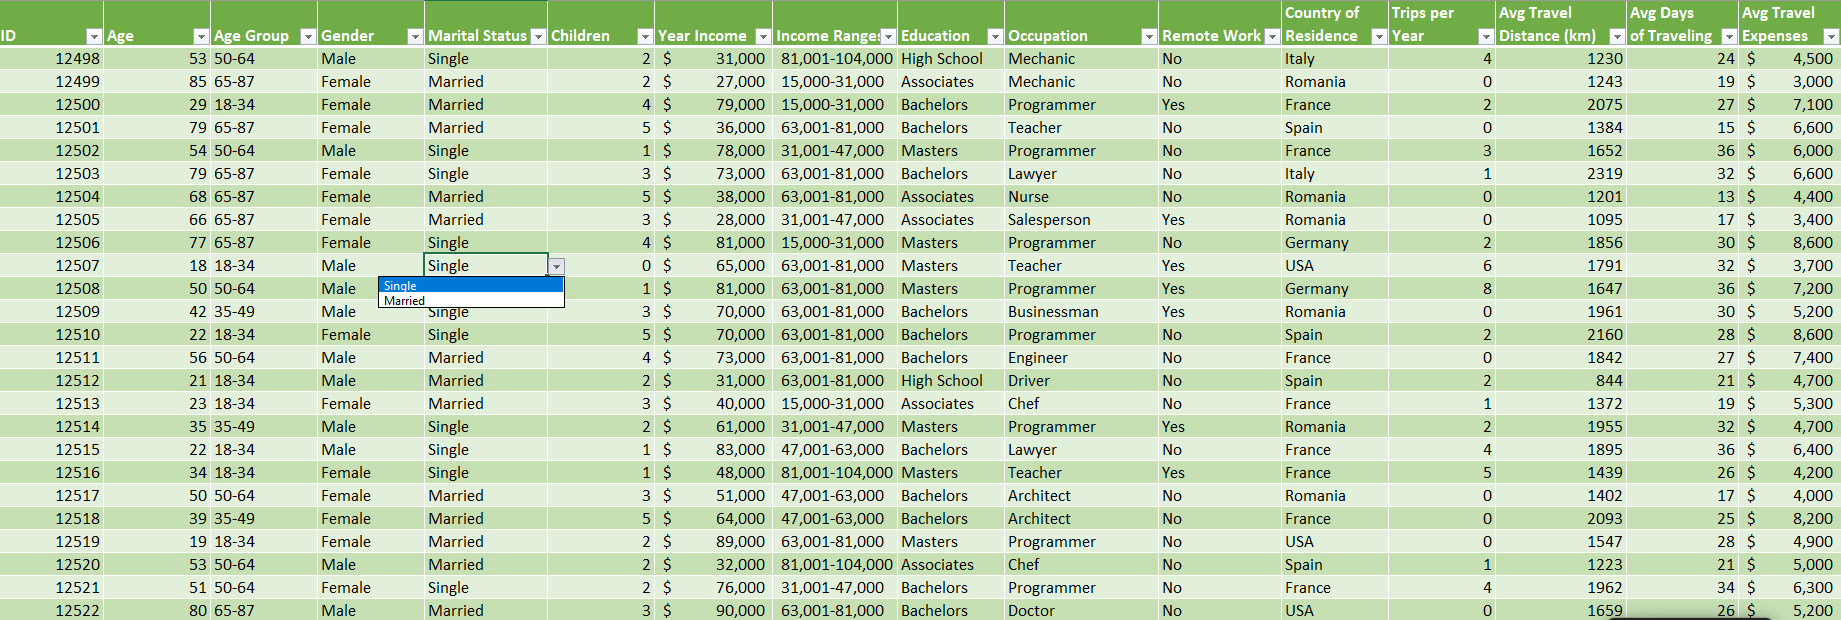 ID Age Age Group Gender Marital Status Children Year Income Income Ranges Education Occupation Remote Work Country of Residence Trips per Year Avg Travel Distance (km) Avg Days of Traveling Avg Travel Expenses
12498 53 50-64 Male Single 2 $ 31,000 81,001-104,000 High School Mechanic No Italy 4 1230 24 $ 4,500
12499 85 65-87 Female Married 2 $ 27,000 15,000-31,000 Associates Mechanic No Romania 0 1243 19 $ 3,000
12500 29 18-34 Female Married 4 $ 79,000 15,000-31,000 Bachelors Programmer Yes France 2 2075 27 $ 7,100
12501 79 65-87 Female Married 5 $ 36,000 63,001-81,000 Bachelors Teacher No Spain 0 1384 15 $ 6,600
12502 54 50-64 Male Single 1 $ 78,000 31,001-47,000 Masters Programmer No France 3 1652 36 $ 6,000
12503 79 65-87 Female Single 3 $ 73,000 63,001-81,000 Bachelors Lawyer No Italy 1 2319 32 $ 6,600
12504 68 65-87 Female Married 5 $ 38,000 63,001-81,000 Associates Nurse No Romania 0 1201 13 $ 4,400
12505 66 65-87 Female Married 3 $ 28,000 31,001-47,000 Associates Salesperson Yes Romania 0 1095 17 $ 3,400
12506 77 65-87 Female Single 4 $ 81,000 15,000-31,000 Masters Programmer No Germany 2 1856 30 $ 8,600
12507 18 18-34 Male Single 0 $ 65,000 63,001-81,000 Masters Teacher Yes USA 6 1791 32 $ 3,700
12508 50 50-64 Male Single 1 $ 81,000 63,001-81,000 Masters Programmer Yes Germany 8 1647 36 $ 7,200
Married
12509 42 35-49 Male Single 3 $ 70,000 63,001-81,000 Bachelors Businessman Yes Romania 0 1961 30 $ 5,200
12510 22 18-34 Female Single 5 $ 70,000 63,001-81,000 Bachelors Programmer No Spain 2 2160 28 $ 8,600
12511 56 50-64 Male Married 4 $ 73,000 63,001-81,000 Bachelors Engineer No France 0 1842 27 $ 7,400
12512 21 18-34 Male Married 2 $ 31,000 63,001-81,000 High School Driver No Spain 2 844 21 $ 4,700
12513 23 18-34 Female Married 3 $ 40,000 15,000-31,000 Associates Chef No France 1 1372 19 $ 5,300
12514 35 35-49 Male Single 2 $ 61,000 31,001-47,000 Masters Programmer Yes Romania 2 1955 32 $ 4,700
12515 22 18-34 Male Single 1 $ 83,000 47,001-63,000 Bachelors Lawyer No France 4 1895 36 $ 6,400
12516 34 18-34 Female Single 1 $ 48,000 81,001-104,000 Masters Teacher Yes France 5 1439 26 $ 4,200
12517 50 50-64 Female Married 3 $ 51,000 47,001-63,000 Bachelors Architect No Romania 0 1402 17 $ 4,000
12518 39 35-49 Female Married 5 $ 64,000 47,001-63,000 Bachelors Architect No France 0 2093 25 $ 8,200
12519 19 18-34 Female Married 2 $ 89,000 63,001-81,000 Masters Programmer No USA 0 1547 28 $ 4,900
12520 53 50-64 Male Married 2 $ 32,000 81,001-104,000 Associates Chef No Spain 1 1223 21 $ 5,000
12521 51 50-64 Female Single 2 $ 76,000 31,001-47,000 Bachelors Programmer No France 4 1962 34 $ 6,300
12522 80 65-87 Male Married 3 $ 90,000 63,001-81,000 Bachelors Doctor No USA 0 1659 26 $ 5,200